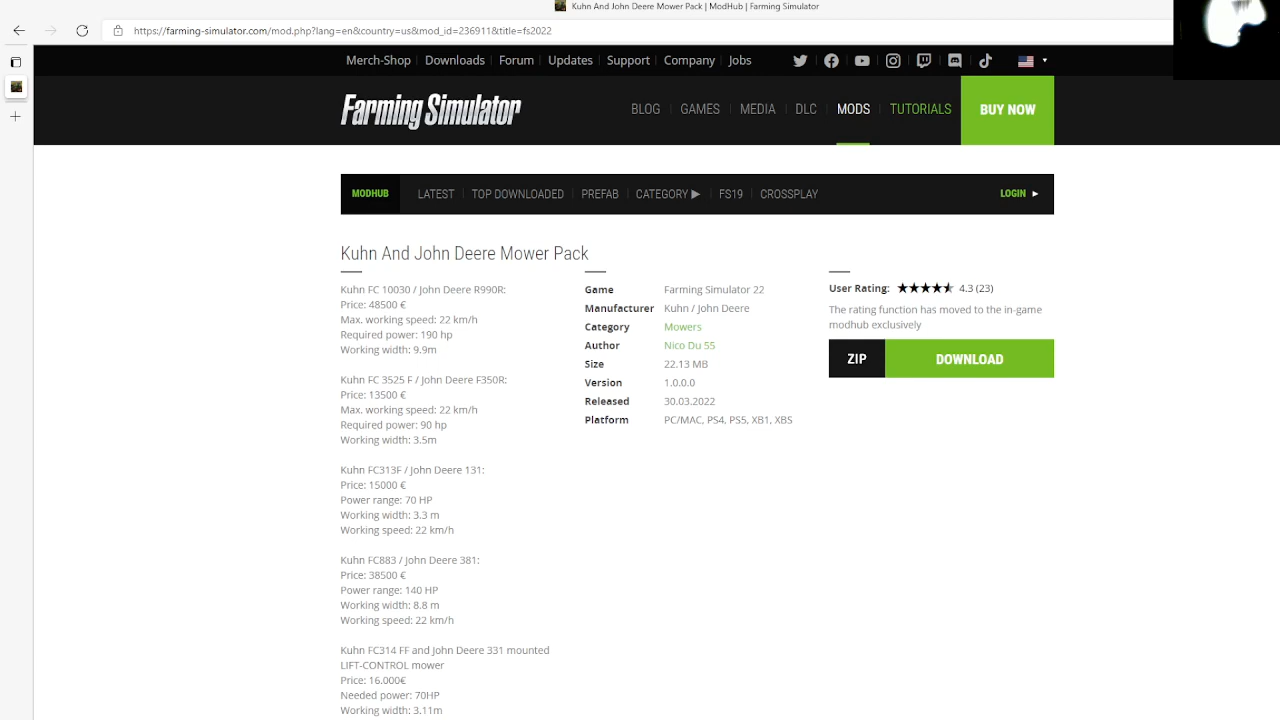 Kuhn And John Deere Mower Pack | ModHub | Farming Simulator
https://farming-simulator.com/mod.php?lang=en&country=us&mod_id=236911&title=fs2022
Merch-Shop Downloads Forum Updates Support Company Jobs
Farming Simulator BLOG GAMES MEDIA DLC MODS TUTORIALS BUY NOW
MODHUB LATEST TOP DOWNLOADED PREFAB CATEGORY ▶ FS19 CROSSPLAY LOGIN ►
Kuhn And John Deere Mower Pack
Kuhn FC 10030 / John Deere R990R:
Price: 48500 €
Max. working speed: 22 km/h
Required power: 190 hp
Working width: 9.9m
Kuhn FC 3525 F / John Deere F350R:
Price: 13500 €
Max. working speed: 22 km/h
Required power: 90 hp
Working width: 3.5m
Kuhn FC313F / John Deere 131:
Price: 15000 €
Power range: 70 HP
Working width: 3.3 m
Working speed: 22 km/h
Kuhn FC883 / John Deere 381:
Price: 38500 €
Power range: 140 HP
Working width: 8.8 m
Working speed: 22 km/h
Kuhn FC314 FF and John Deere 331 mounted
LIFT-CONTROL mower
Price: 16.000€
Needed power: 70HP
Working width: 3.11m
Game Farming Simulator 22
Manufacturer Kuhn / John Deere
Category Mowers
Author Nico Du 55
Size 22.13 MB
Version 1.0.0.0
Released 30.03.2022
Platform PC/MAC, PS4, PS5, XB1, XBS
User Rating: 4.3 (23)
The rating function has moved to the in-game
modhub exclusively
ZIP DOWNLOAD